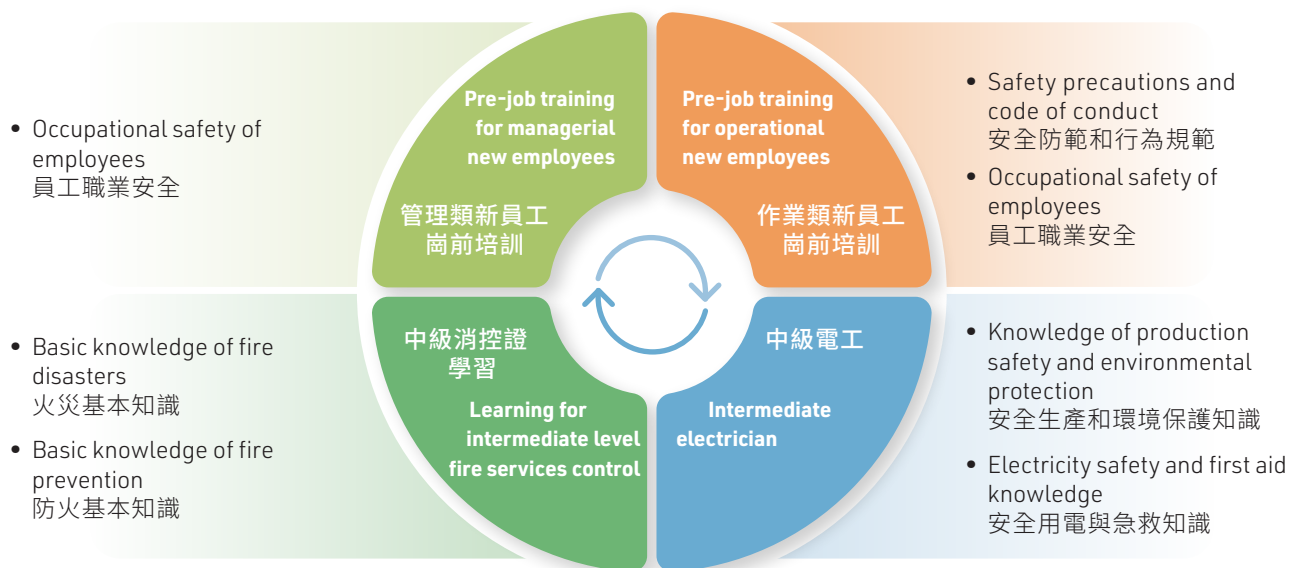 Pre-job training
for managerial
new employees
管理類新員工
崗前培訓
• Occupational safety of
employees
員工職業安全
Pre-job training
for operational
new employees
作業類新員工
崗前培訓
• Safety precautions and
code of conduct
安全防範和行為規範
• Occupational safety of
employees
員工職業安全
中級消控證
學習
Learning for
intermediate level
fire services control
• Basic knowledge of fire
disasters
火災基本知識
• Basic knowledge of fire
prevention
防火基本知識
中級電工
Intermediate
electrician
• Knowledge of production
safety and environmental
protection
安全生產和環境保護知識
• Electricity safety and first aid
knowledge
安全用電與急救知識